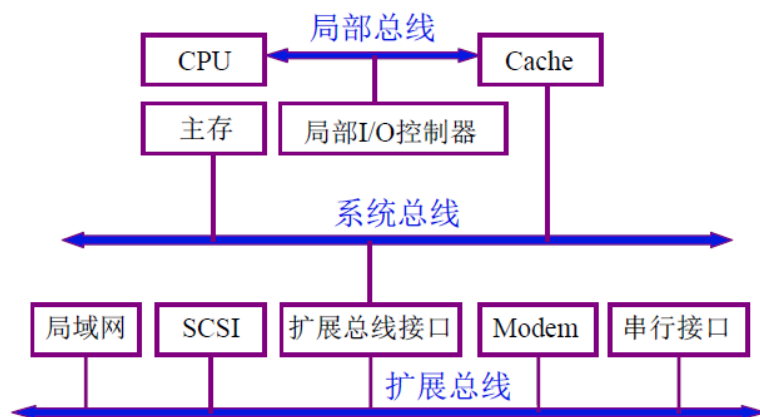 局部总线
CPU
Cache
主存
局部I/O控制器
系统总线
局域网
SCSI
扩展总线接口
Modem
串行接口
扩展总线